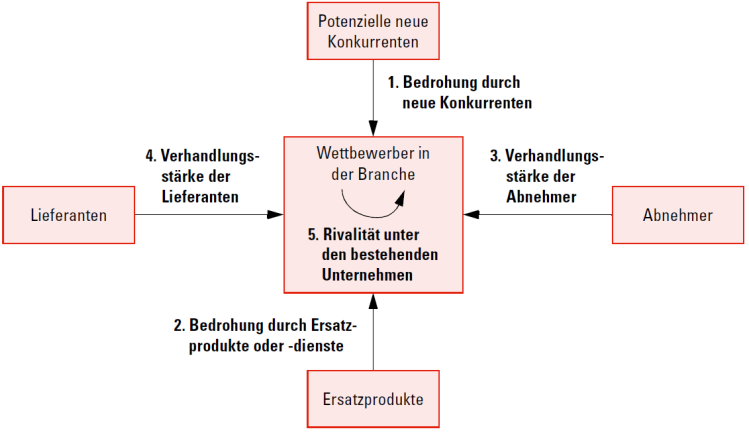 Potenzielle neue
Konkurrenten
1. Bedrohung durch
neue Konkurrenten
4. Verhandlungs-
stärke der
Lieferanten
Wettbewerber in
der Branche
3. Verhandlungs-
stärke der
Abnehmer
Lieferanten
Abnehmer
5. Rivalität unter
den bestehenden
Unternehmen
2. Bedrohung durch Ersatz-
produkte oder -dienste
Ersatzprodukte